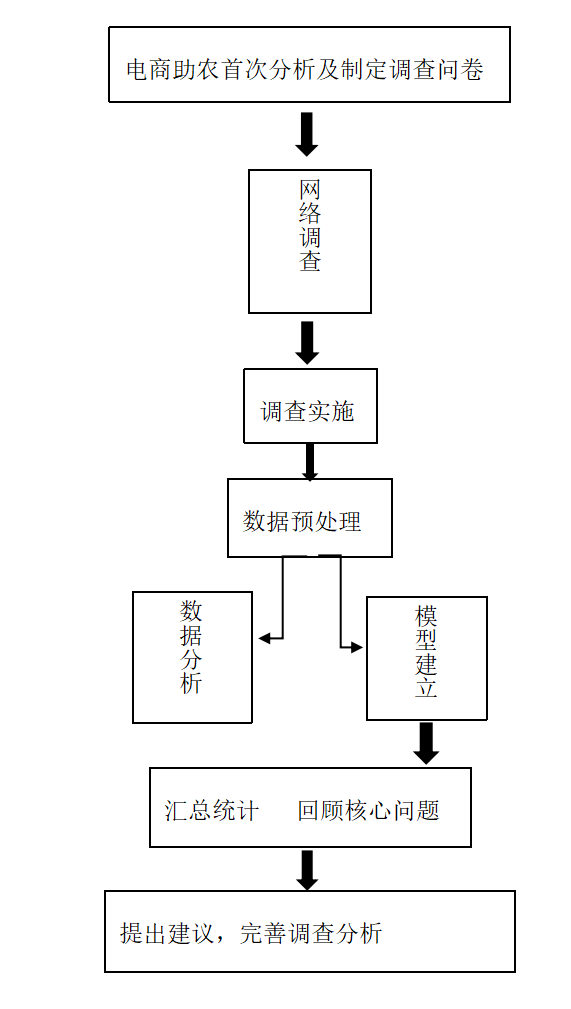 电商助农首次分析及制定调查问卷
网络调查
调查实施
数据预处理
数据分析
模型建立
汇总统计 回顾核心问题
提出建议，完善调查分析